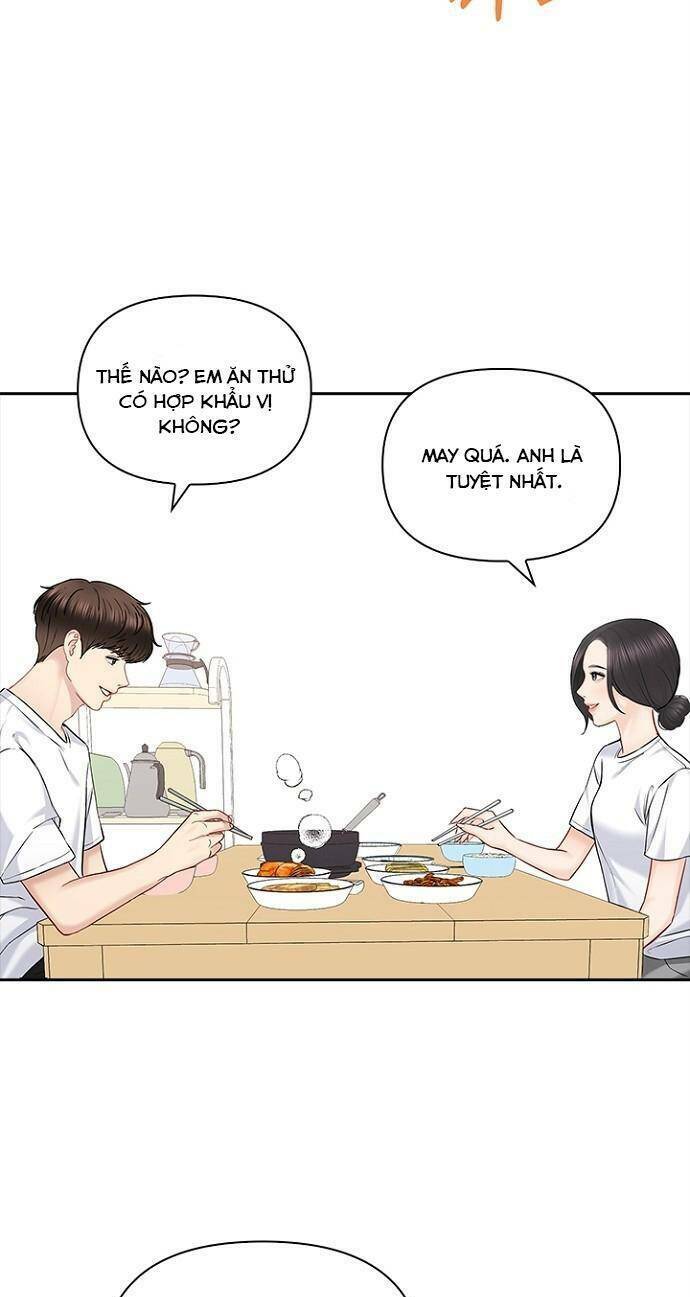 THẾ NÀO? EM ĂN THỬ
CÓ HỢP KHẨU VỊ
KHÔNG?
MAY QUÁ. ANH LÀ
TUYỆT NHẤT.